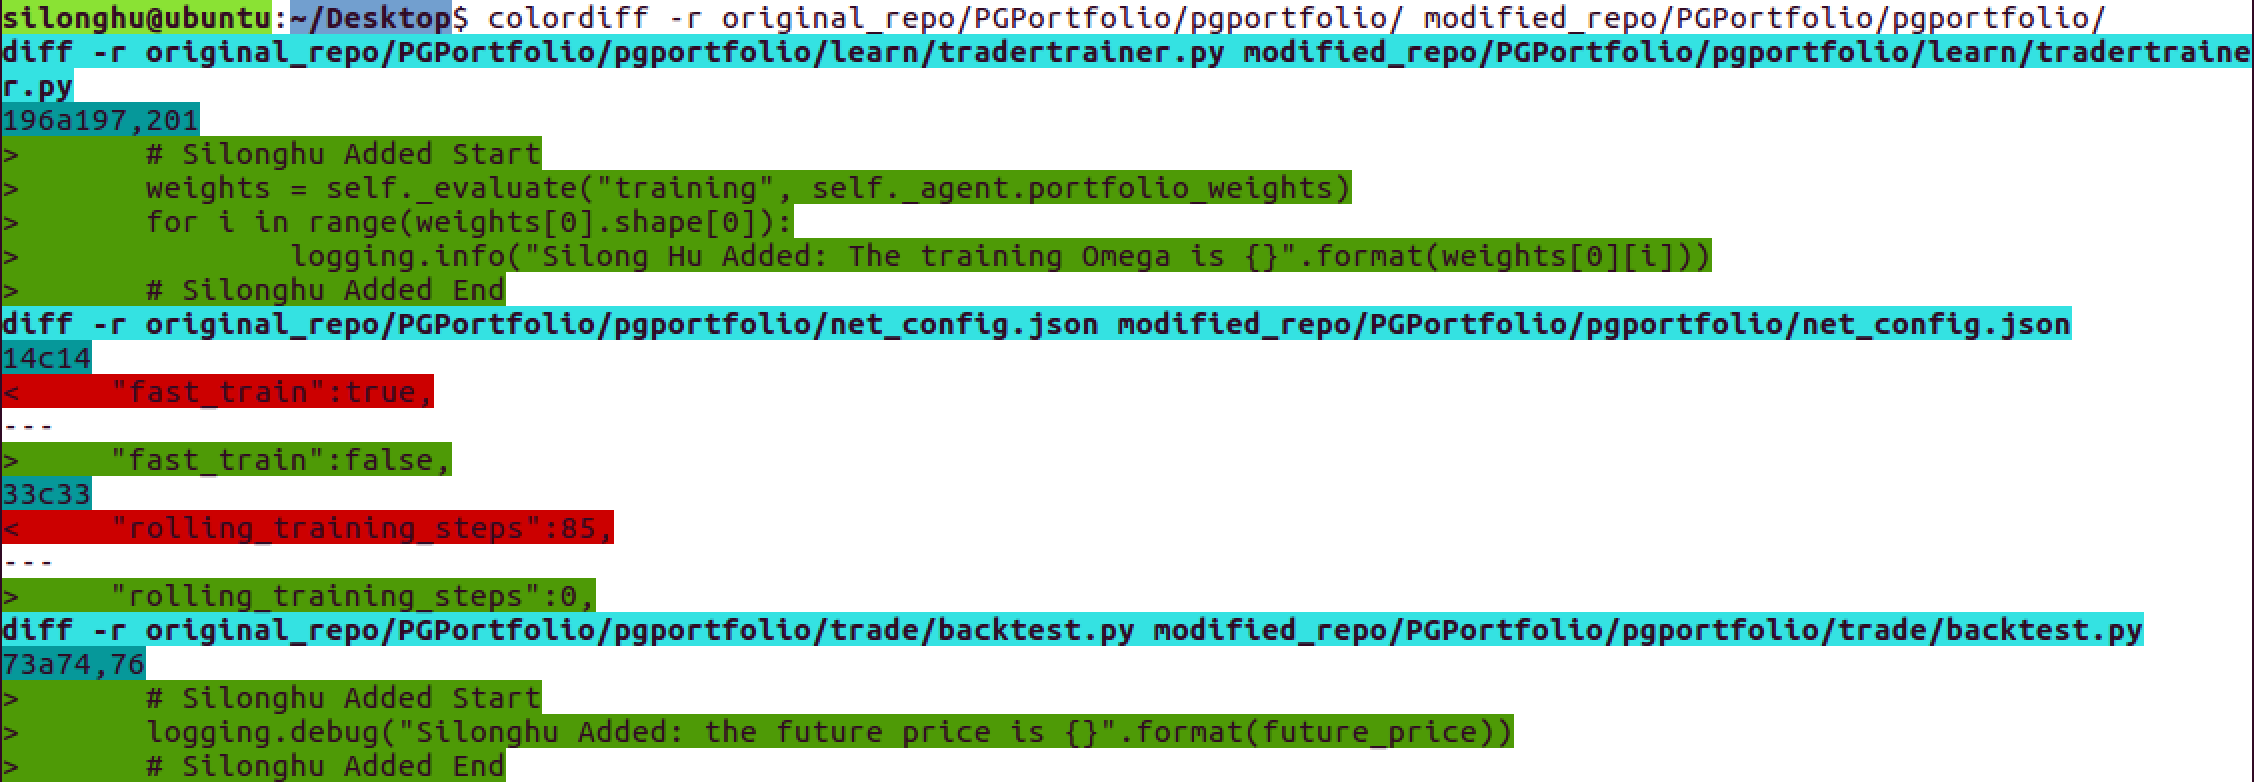 silonghu@ubuntu:~/Desktop$ colordiff -r original_repo/PGPortfolio/pgportfolio/ modified_repo/PGPortfolio/pgportfolio/
diff -r original_repo/PGPortfolio/pgportfolio/learn/tradertrainer.py modified_repo/PGPortfolio/pgportfolio/learn/tradertraine
r.py
196a197,201
>       # Silonghu Added Start
>       weights = self._evaluate("training", self._agent.portfolio_weights)
>       for i in range(weights[0].shape[0]):
>               logging.info("Silong Hu Added: The training Omega is {}".format(weights[0][i]))
>       # Silonghu Added End
diff -r original_repo/PGPortfolio/pgportfolio/net_config.json modified_repo/PGPortfolio/pgportfolio/net_config.json
14c14
<     "fast_train":true,
---
>     "fast_train":false,
33c33
<     "rolling_training_steps":85,
---
>     "rolling_training_steps":0,
diff -r original_repo/PGPortfolio/pgportfolio/trade/backtest.py modified_repo/PGPortfolio/pgportfolio/trade/backtest.py
73a74,76
>       # Silonghu Added Start
>       logging.debug("Silonghu Added: the future price is {}".format(future_price))
>       # Silonghu Added End